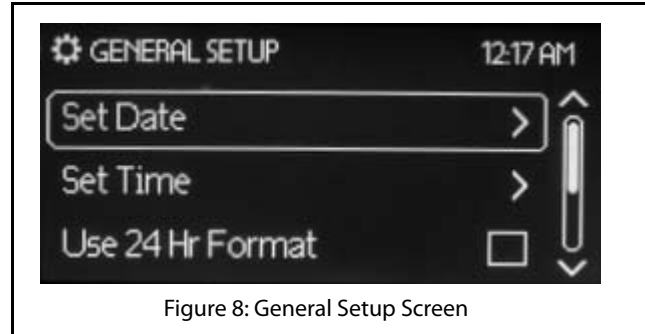 GENERAL SETUP 12:17 AM
Set Date
Set Time
Use 24 Hr Format
Figure 8: General Setup Screen